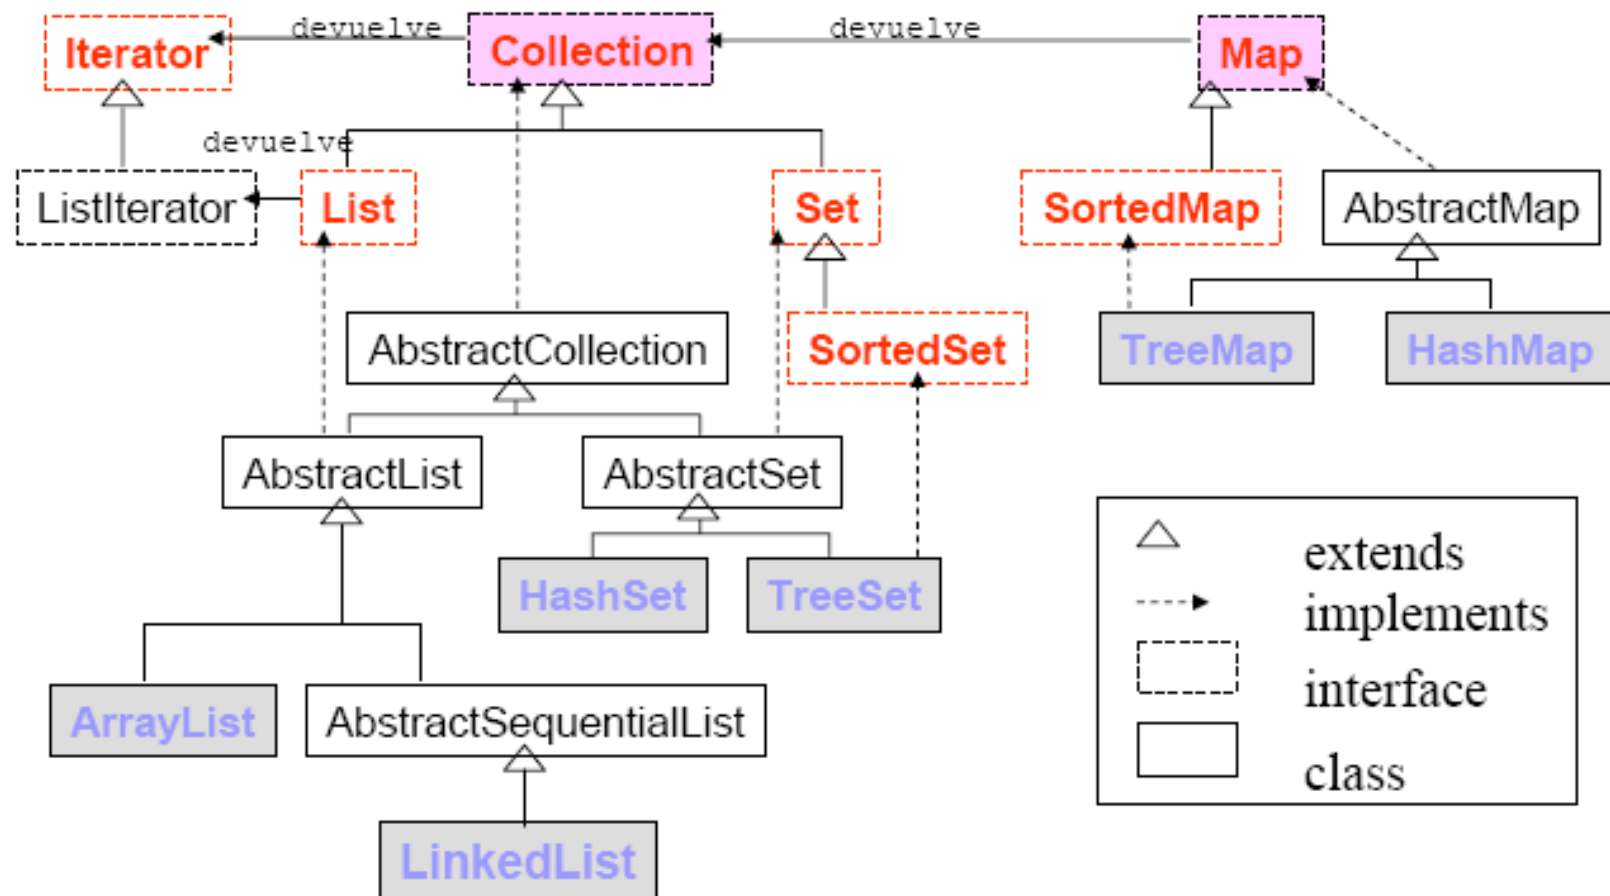 devuelve
devuelve
Iterator
Collection
Map
devuelve
ListIterator
List
Set
SortedMap
AbstractMap
AbstractCollection
SortedSet
TreeMap
HashMap
AbstractList
AbstractSet
extends
HashSet
TreeSet
implements
interface
ArrayList
AbstractSequentialList
class
LinkedList